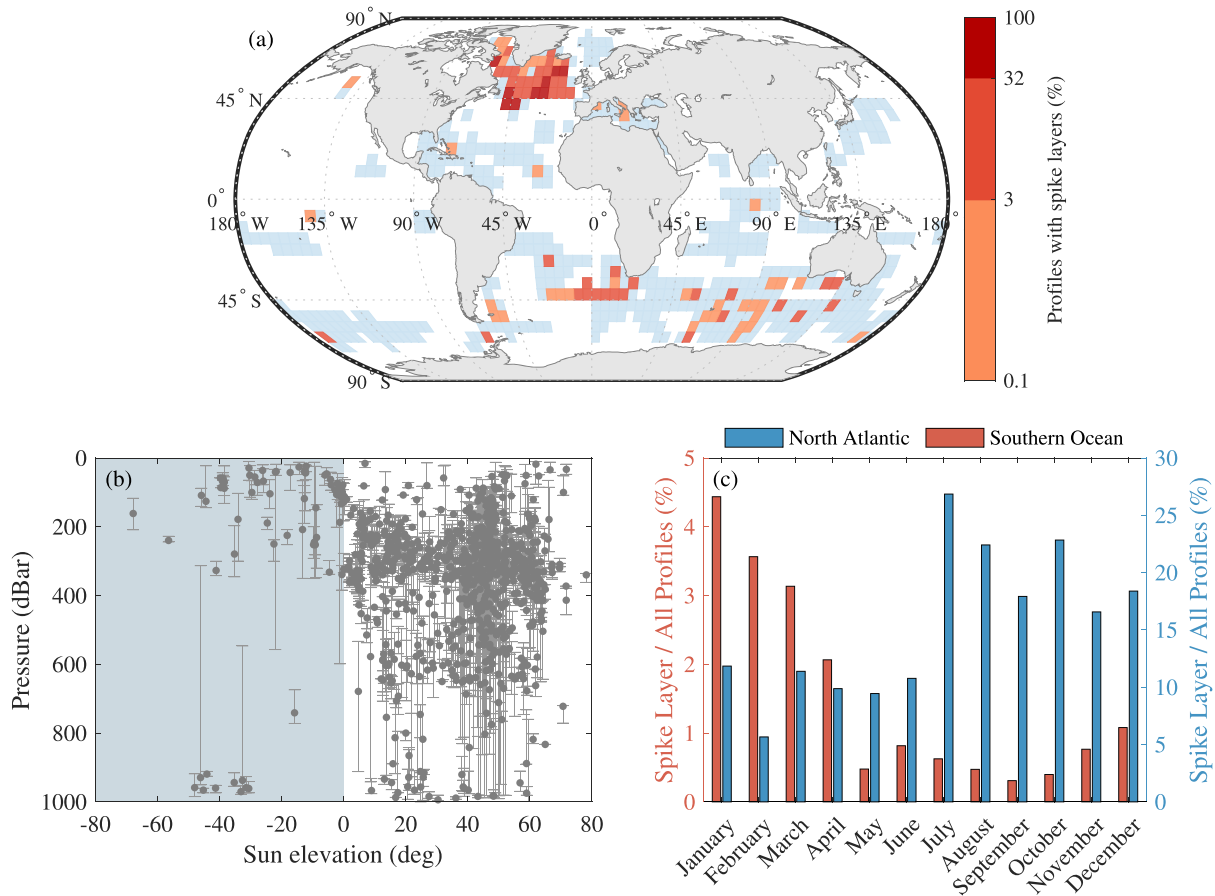 (a)
90° N
45° N
0°
180° W
135° W
90° W
45° W
0°
45° E
90° E
135° E
180°
45° S
90° S
100
32
3
0.1
Profiles with spike layers (%)
(b)
0
200
400
600
800
1000
Pressure (dBar)
-80
-60
-40
-20
0
20
40
60
80
Sun elevation (deg)
North Atlantic
Southern Ocean
(c)
5
4
3
2
1
0
Spike Layer / All Profiles (%)
30
25
20
15
10
5
0
Spike Layer / All Profiles (%)
January
February
March
April
May
June
July
August
September
October
November
December